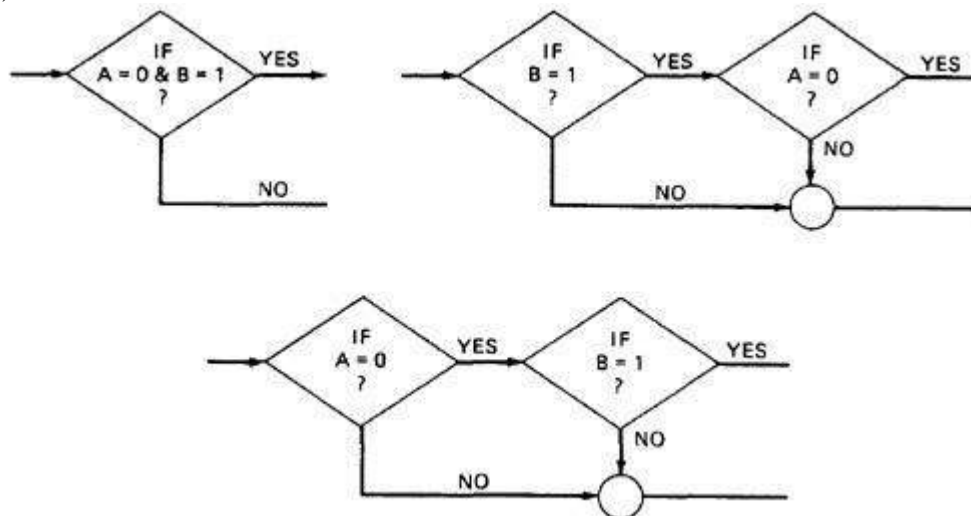 IF
A = 0 & B = 1
?
YES
NO
IF
B = 1
?
YES
IF
A = 0
?
YES
NO
NO
IF
A = 0
?
YES
IF
B = 1
?
YES
NO
NO